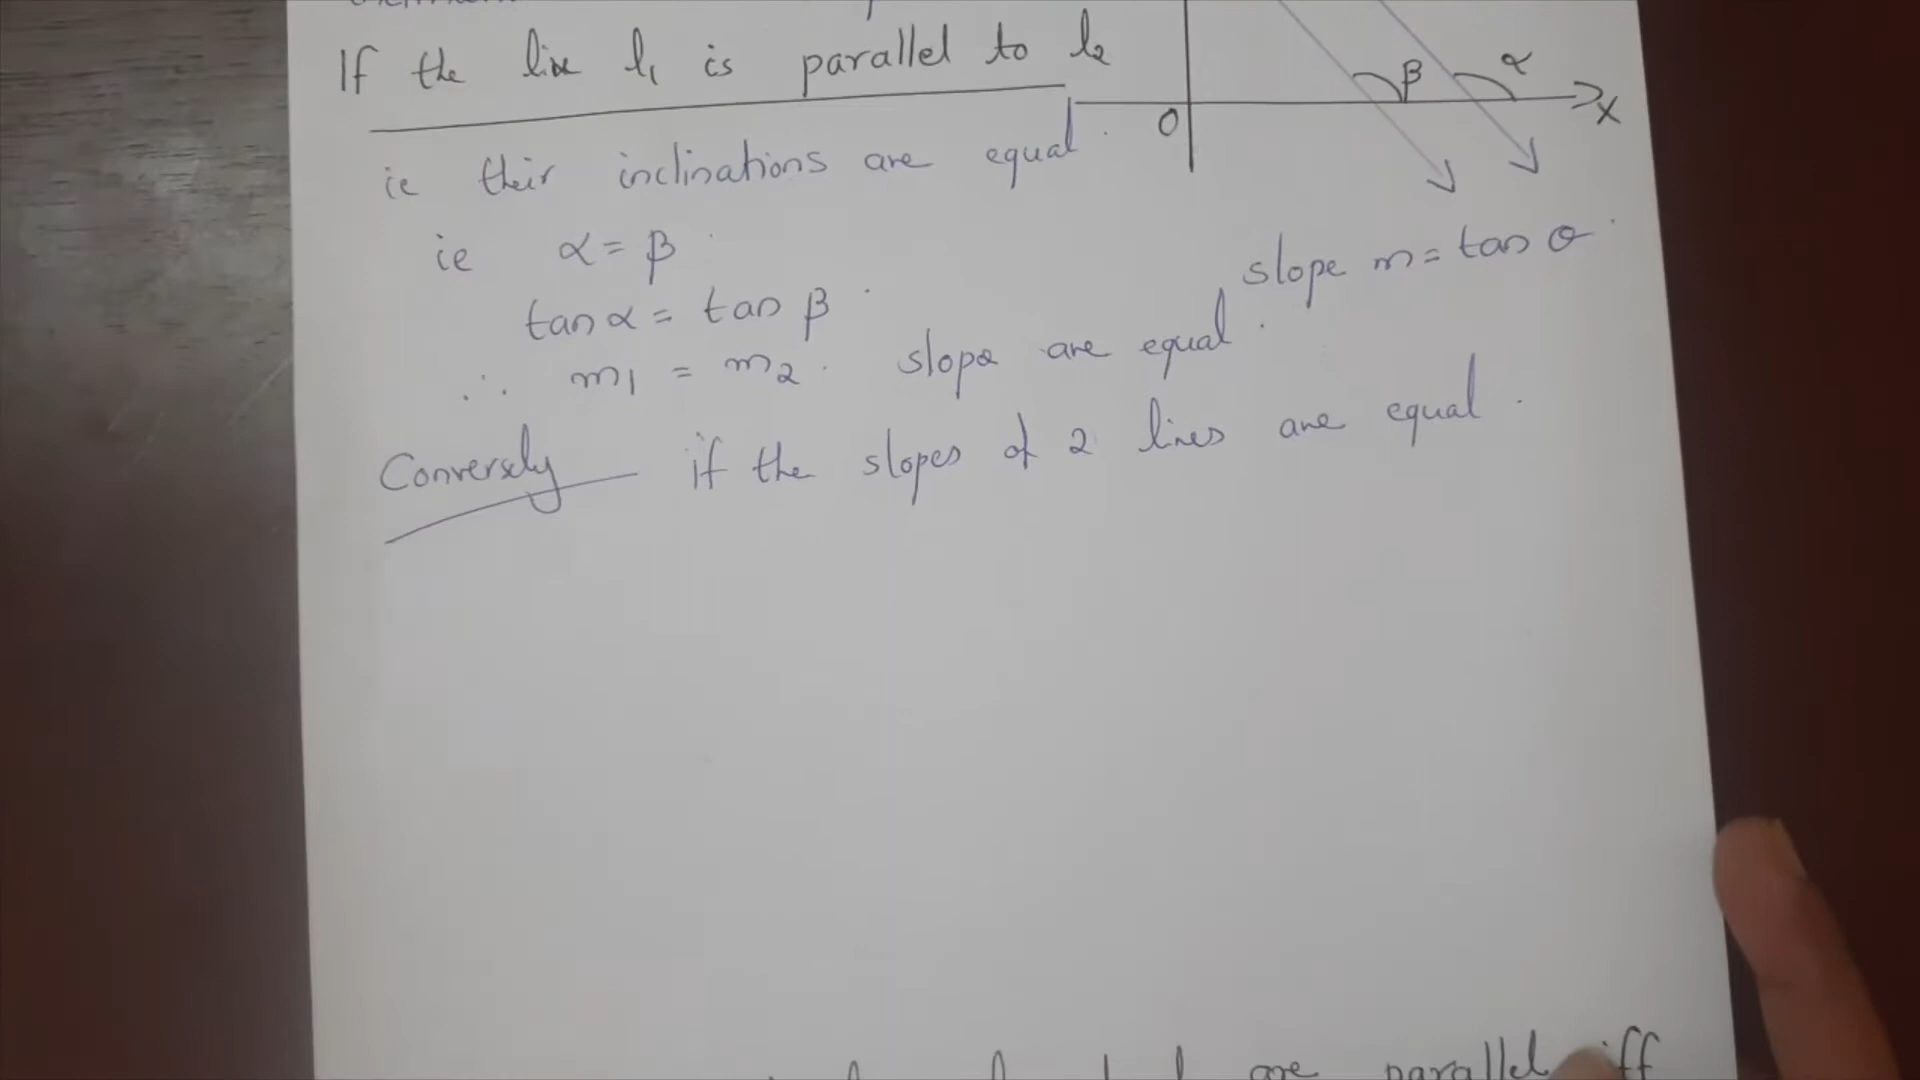 If the line l₁ is parallel to l₂
ie their inclinations are equal.
ie α = β
tan α = tan β.
∴ m₁ = m₂. slope are equal.
slope m = tan θ
Conversely if the slopes of 2 lines are equal.
are parallel iff
β
α
O
X